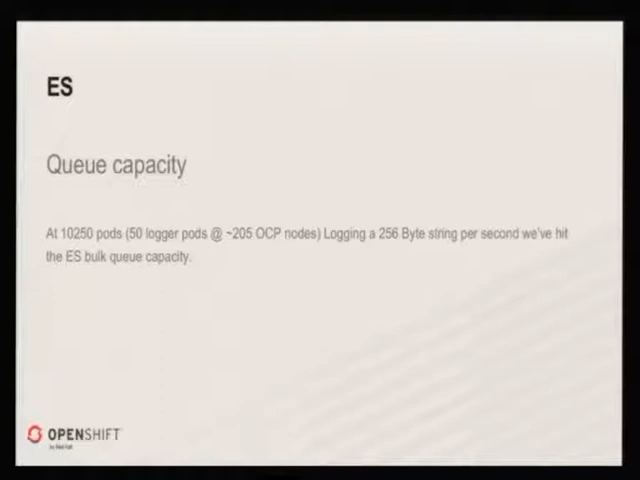 ES
Queue capacity
At 10250 pods (50 logger pods @ ~205 OCP nodes) Logging a 256 Byte string per second we've hit
the ES bulk queue capacity.
OPENSHIFT
by Red Hat